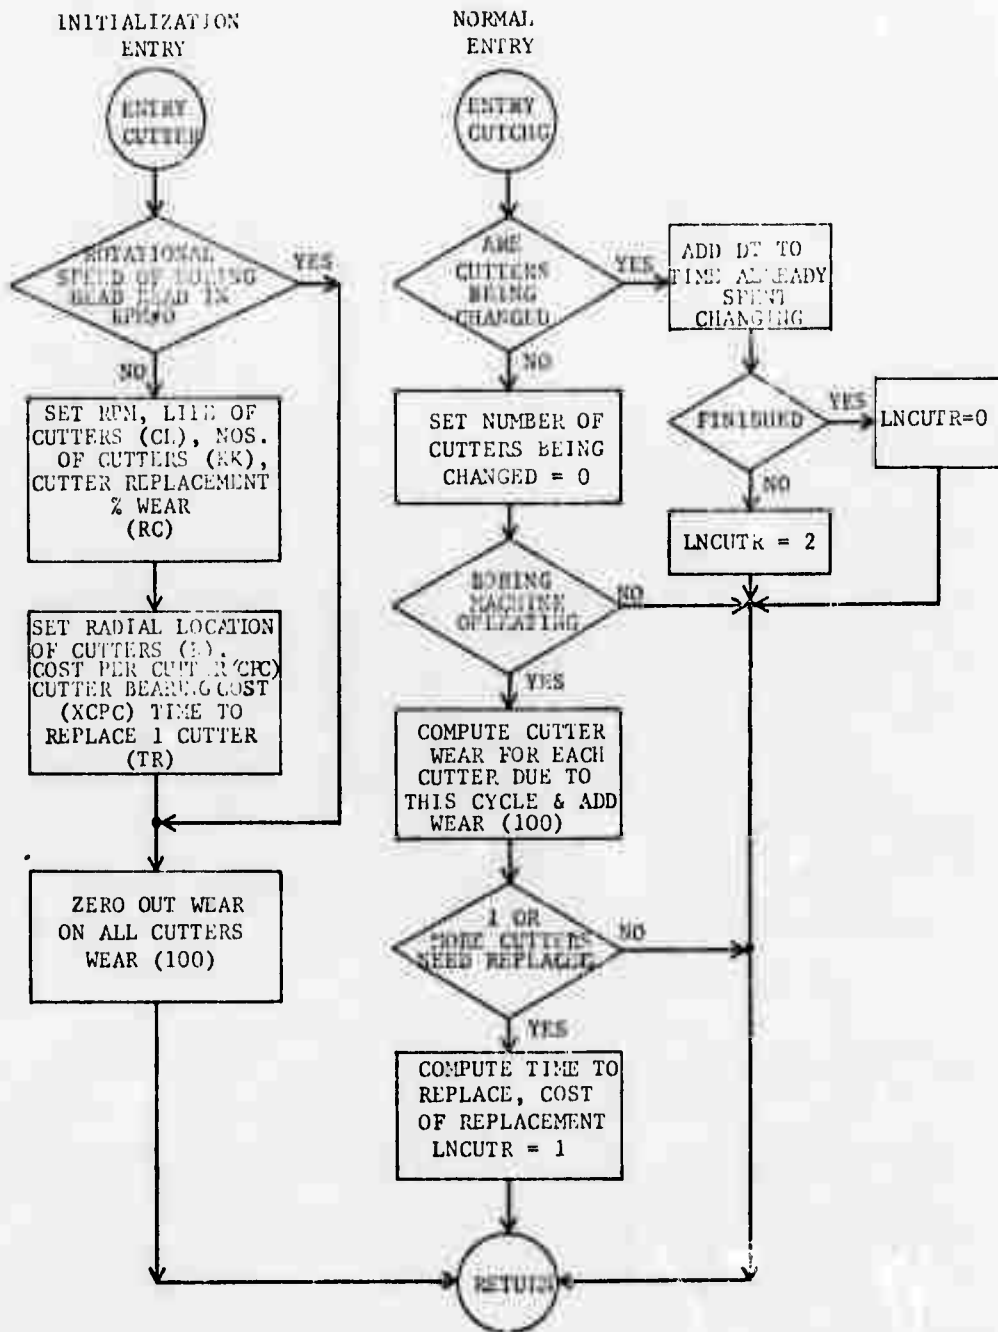 INITIALIZATION
ENTRY
ENTRY
CUTTER
ROTATIONAL
SPEED OF BORING
HEAD READ IN
YES
NO
SET RPM, LIFE OF
CUTTERS (CL), NOS.
OF CUTTERS (KK),
CUTTER REPLACEMENT
% WEAR
(RC)
SET RADIAL LOCATION
OF CUTTERS
COST PER CUTTER (CPC)
CUTTER BEARING COST
(XCPC) TIME TO
REPLACE 1 CUTTER
(TR)
ZERO OUT WEAR
ON ALL CUTTERS
WEAR (100)
NORMAL
ENTRY
ENTRY
CUTCHG
ARE
CUTTERS
BEING
CHANGED
YES
NO
ADD DT TO
TIME ALREADY
SPENT
CHANGING
FINISHED
YES
LNCUTR=0
NO
LNCUTR = 2
SET NUMBER OF
CUTTERS BEING
CHANGED = 0
BORING
MACHINE
OPERATING
NO
YES
COMPUTE CUTTER
WEAR FOR EACH
CUTTER DUE TO
THIS CYCLE & ADD
WEAR (100)
1 OR
MORE CUTTERS
NEED
NO
YES
COMPUTE TIME TO
REPLACE, COST
OF REPLACEMENT
LNCUTR = 1
RETURN